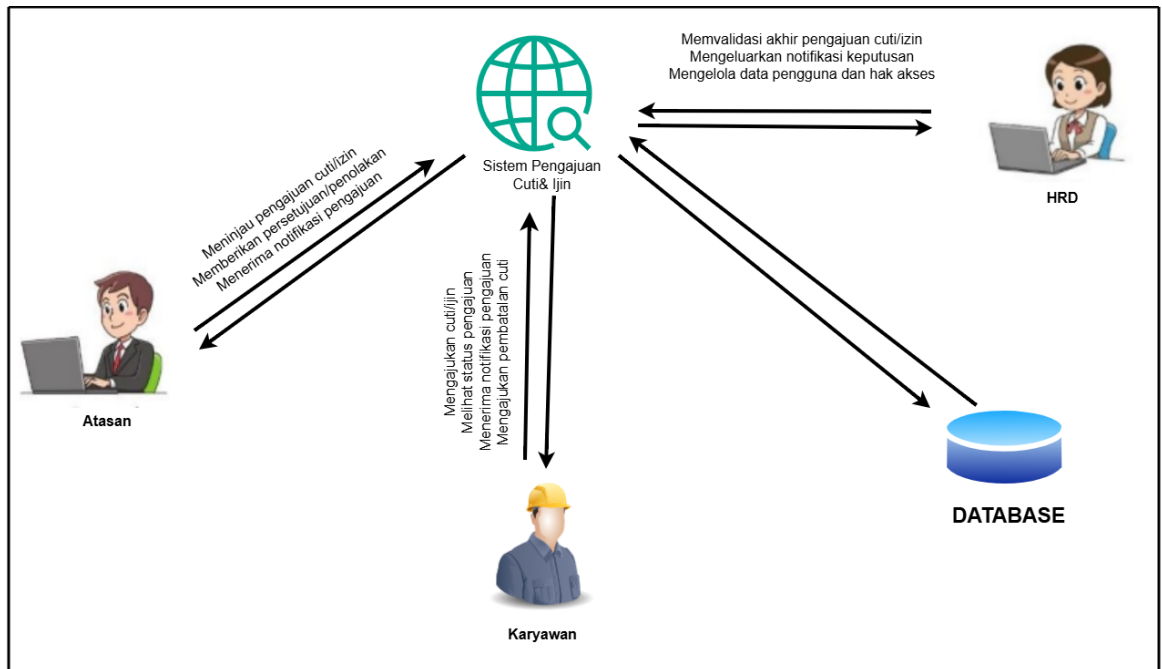 Memvalidasi akhir pengajuan cuti/izin
Mengeluarkan notifikasi keputusan
Mengelola data pengguna dan hak akses
HRD
Sistem Pengajuan
Cuti& Ijin
Meninjau pengajuan cuti/izin
Memberikan persetujuan/penolakan
Menerima notifikasi pengajuan
Atasan
Mengajukan cuti/ijin
Melihat status pengajuan
Menerima notifikasi pengajuan
Mengajukan pembatalan cuti
Karyawan
DATABASE